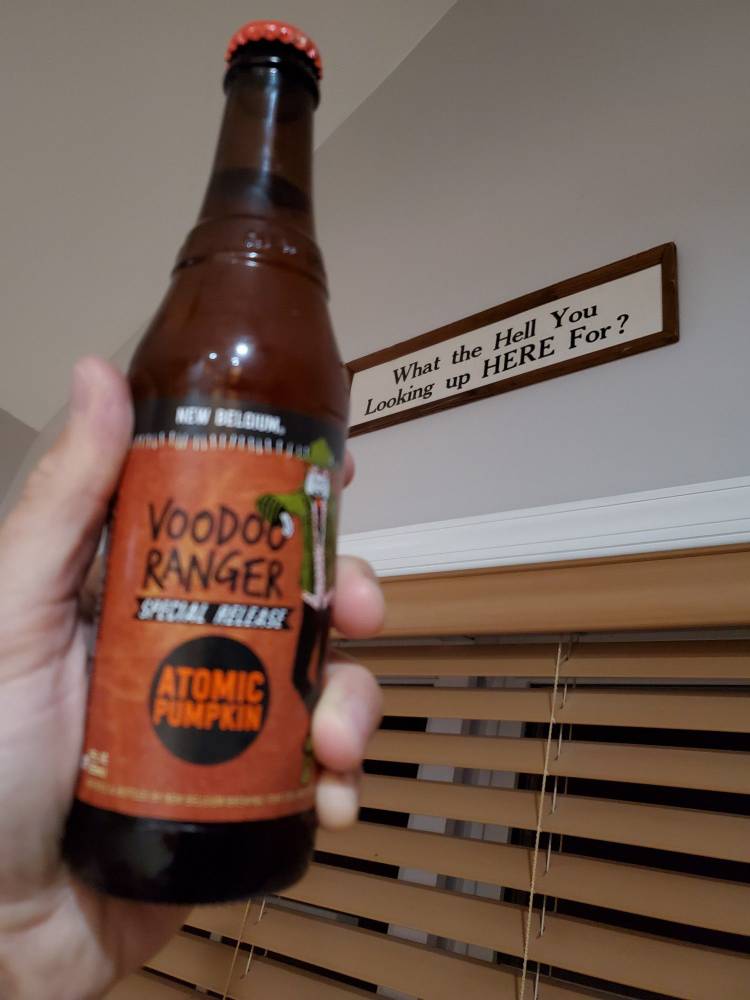 What the Hell You
Looking up HERE For?
NEW BELGIUM
VOODOO
RANGER
SPECIAL RELEASE
ATOMIC
PUMPKIN